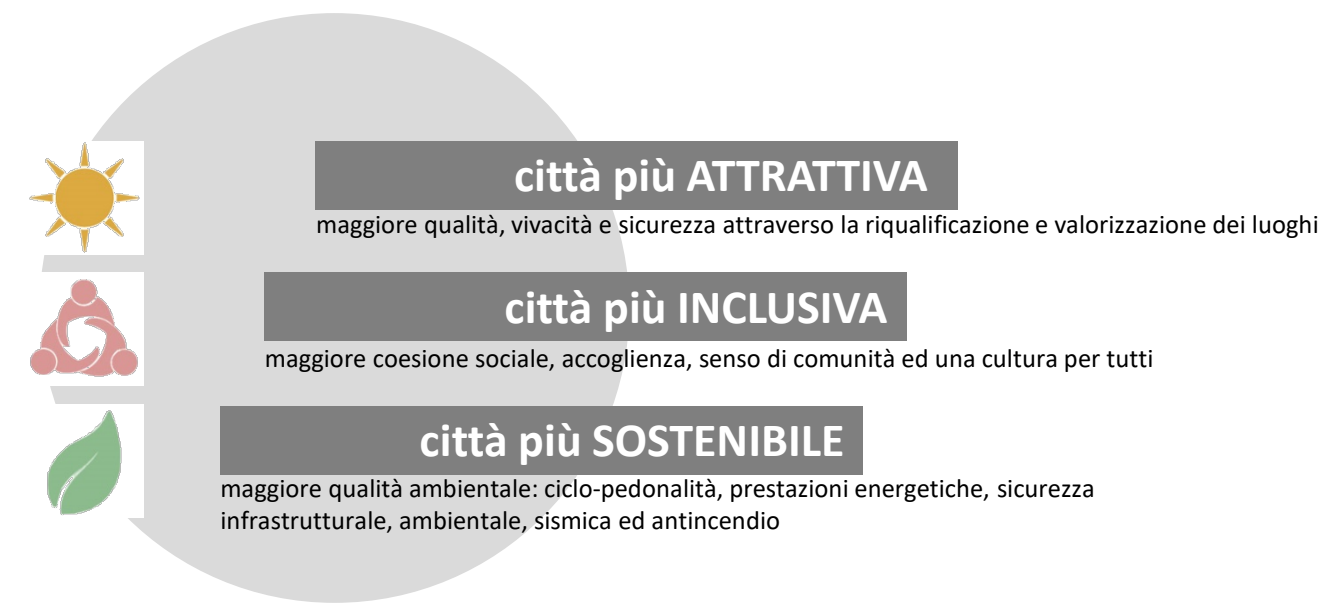 città più ATTRATTIVA
maggiore qualità, vivacità e sicurezza attraverso la riqualificazione e valorizzazione dei luoghi
città più INCLUSIVA
maggiore coesione sociale, accoglienza, senso di comunità ed una cultura per tutti
città più SOSTENIBILE
maggiore qualità ambientale: ciclo-pedonalità, prestazioni energetiche, sicurezza
infrastrutturale, ambientale, sismica ed antincendio